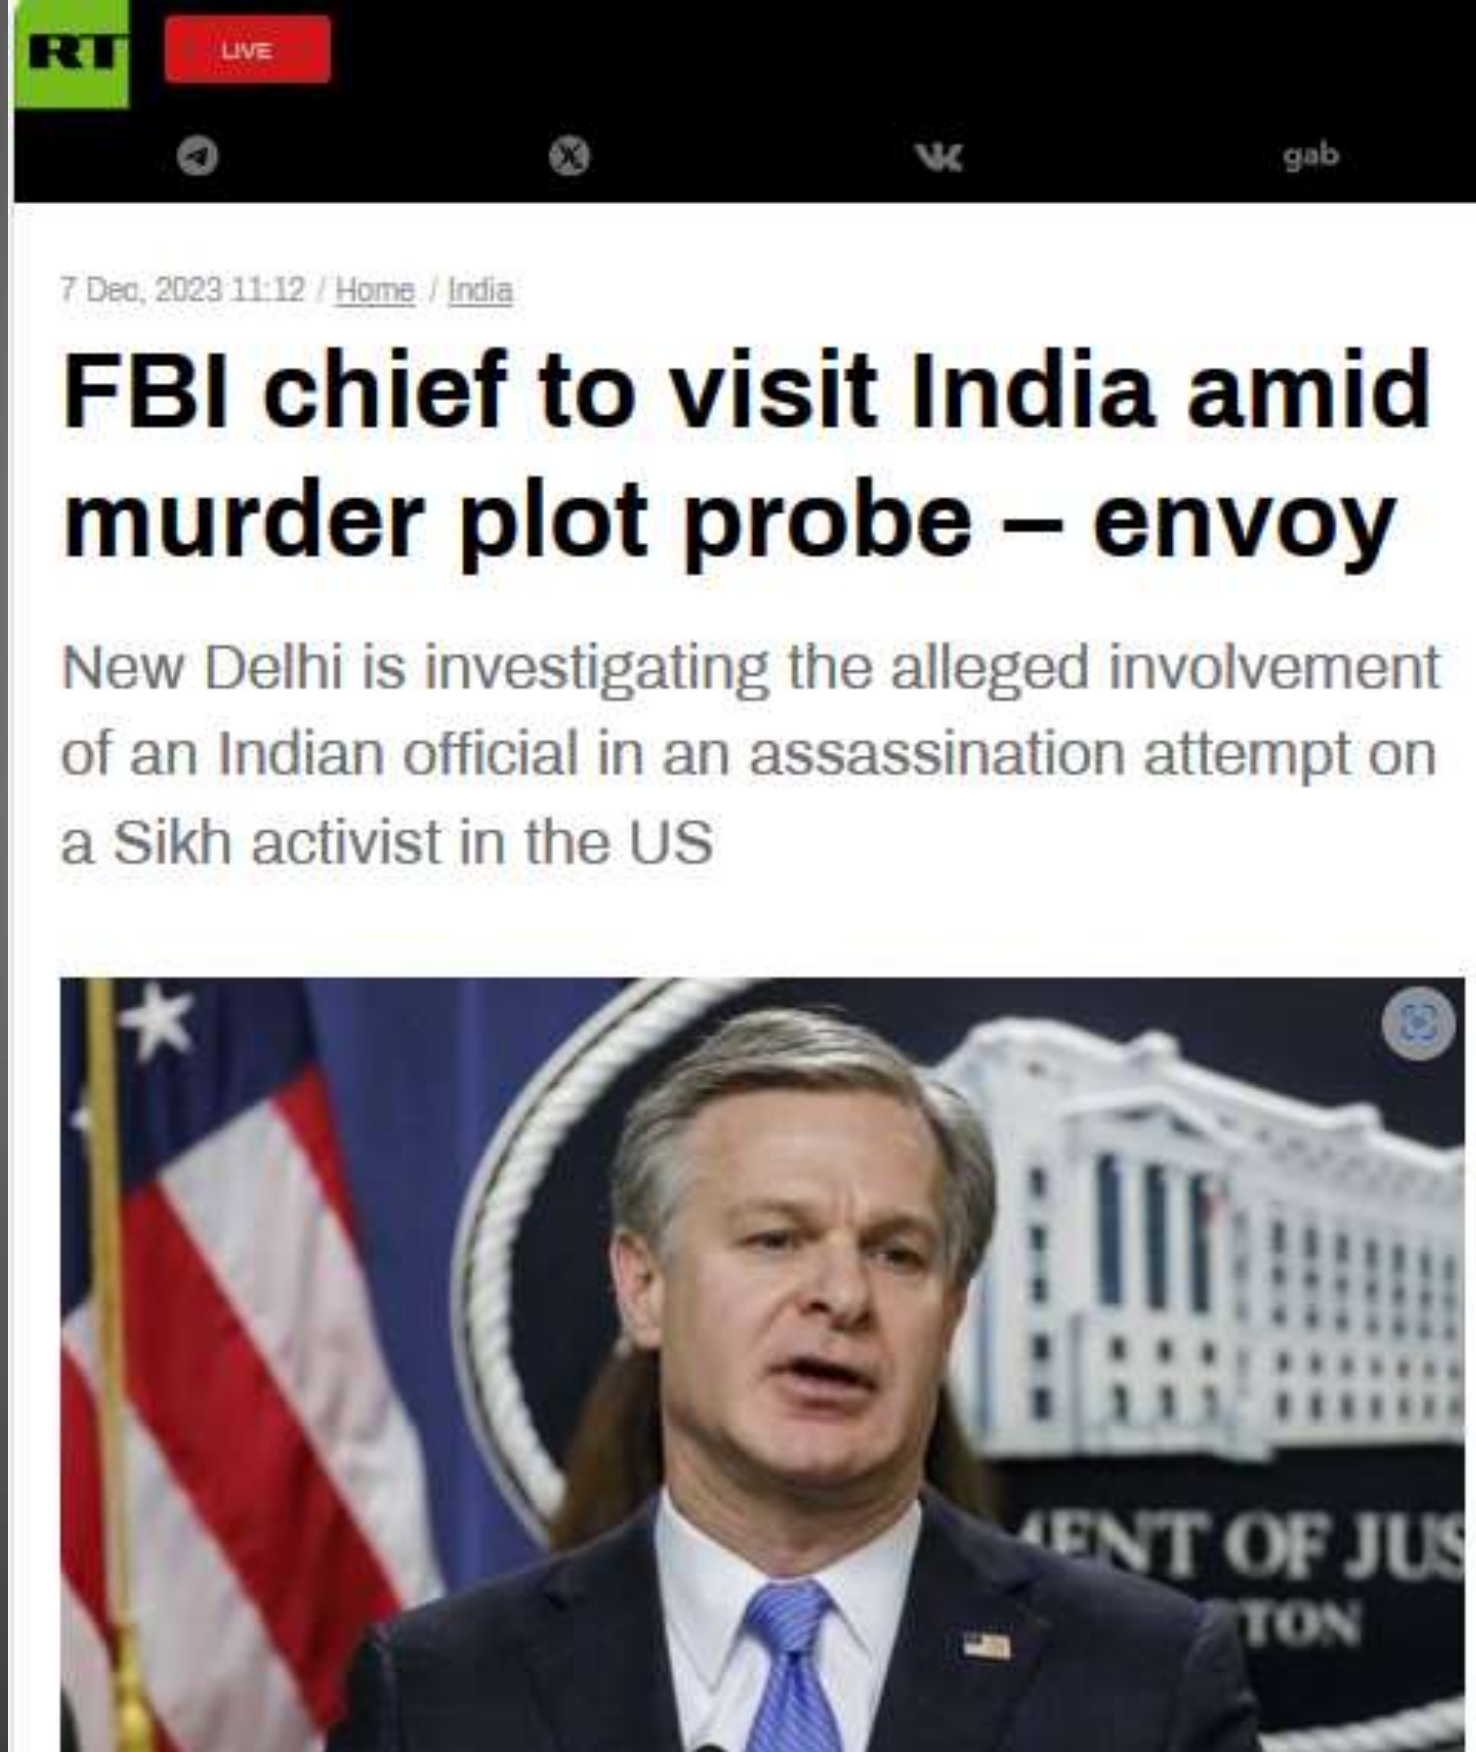 RT
LIVE
gab
7 Dec, 2023 11:12 / Home / India
FBI chief to visit India amid
murder plot probe – envoy
New Delhi is investigating the alleged involvement
of an Indian official in an assassination attempt on
a Sikh activist in the US
MENT OF JUS
TON